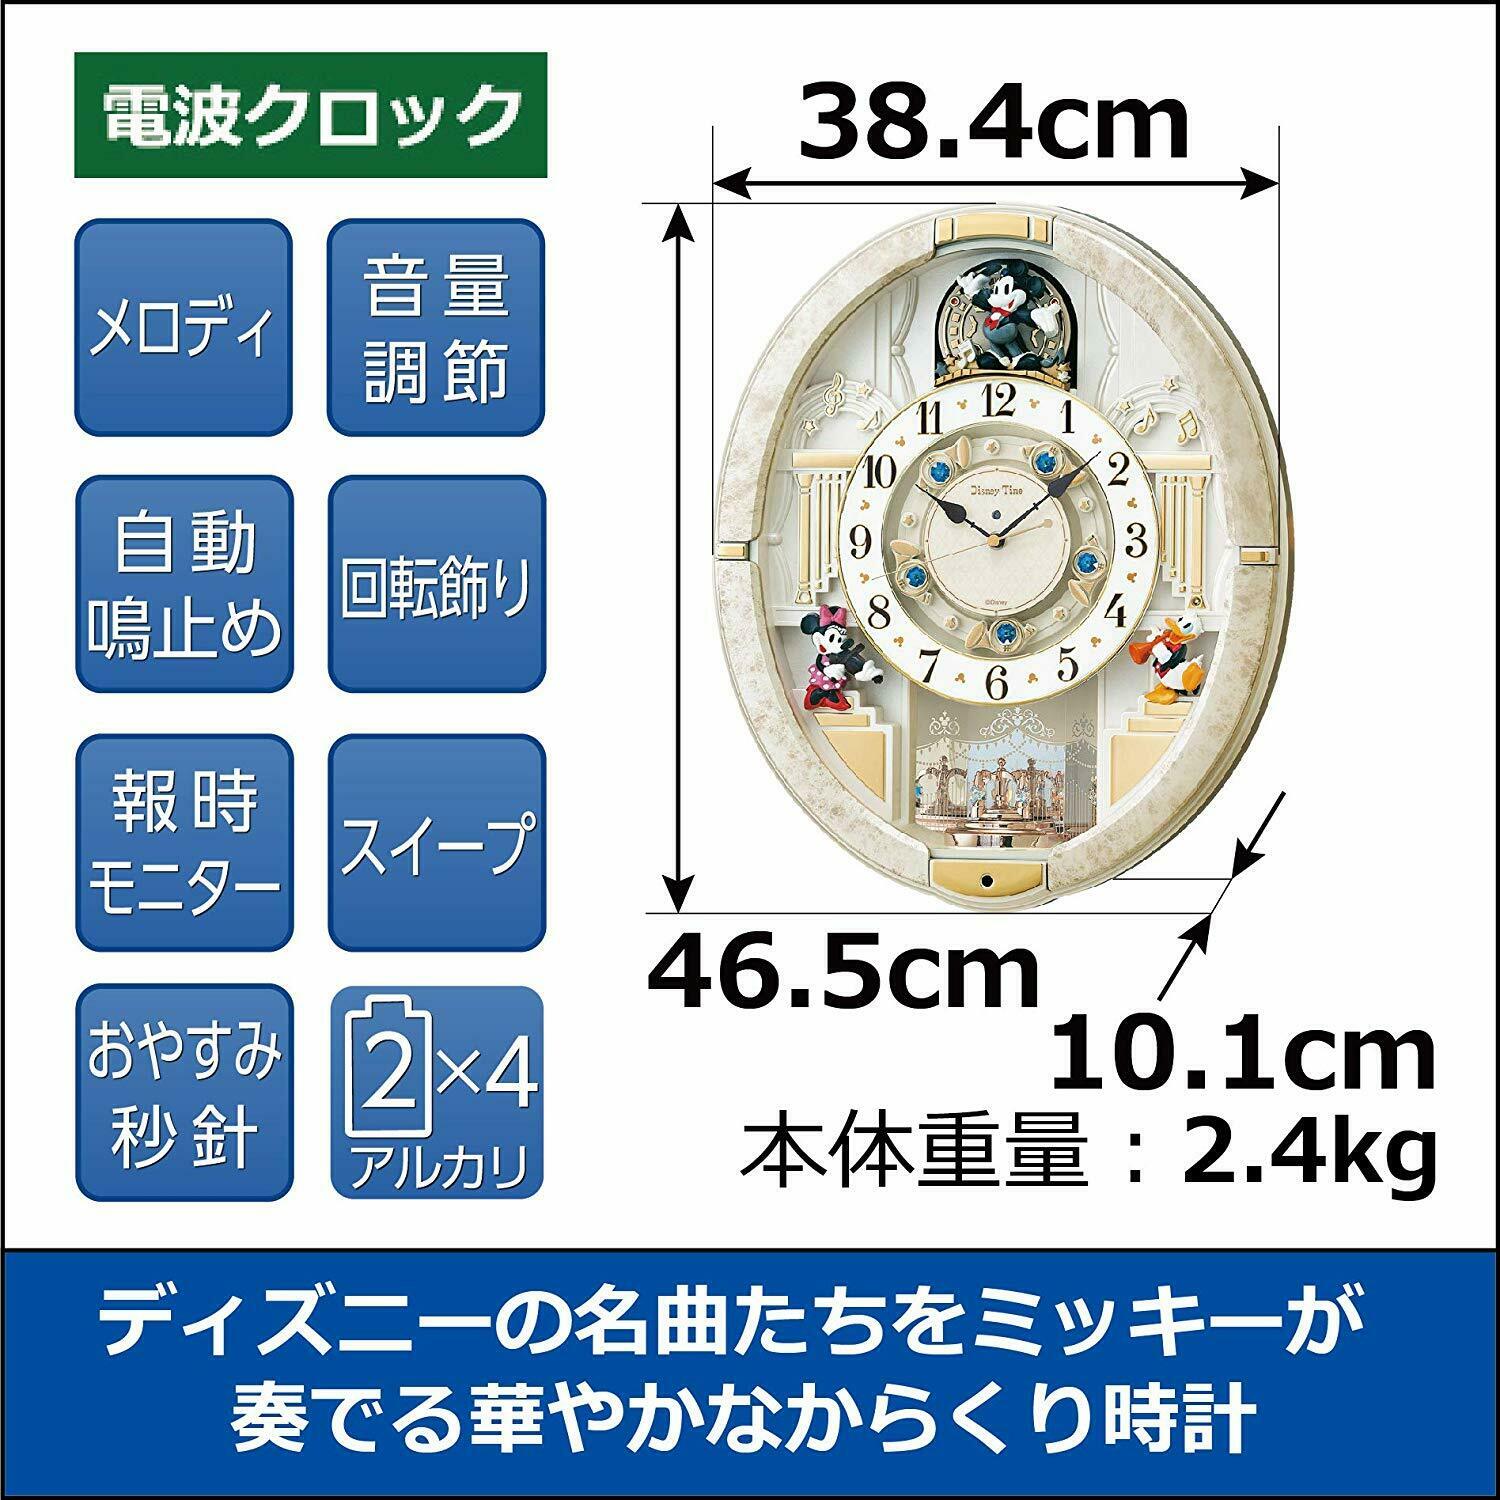 電波クロック
メロディ
音量
調節
自動
鳴止め
回転飾り
報時
モニター
スイープ
おやすみ
秒針
2×4
アルカリ
38.4cm
12
1
2
3
4
5
6
7
8
9
10
11
Disney Time
©Disney
46.5cm
10.1cm
本体重量：2.4kg
ディズニーの名曲たちをミッキーが
奏でる華やかなからくり時計